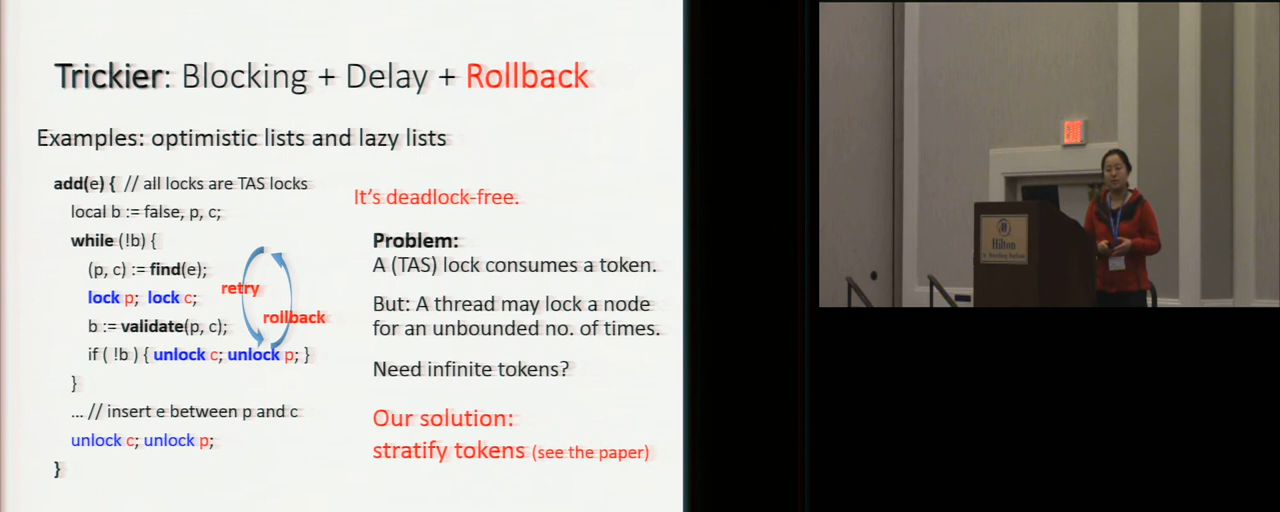 Trickier: Blocking + Delay + Rollback
Examples: optimistic lists and lazy lists
add(e) { // all locks are TAS locks
local b := false, p, c;
while (!b) {
(p, c) := find(e);
lock p; lock c;
b := validate(p, c);
if ( !b ) { unlock c; unlock p; }
}
... // insert e between p and c
unlock c; unlock p;
}
retry
rollback
It's deadlock-free.
Problem:
A (TAS) lock consumes a token.
But: A thread may lock a node
for an unbounded no. of times.
Need infinite tokens?
Our solution:
stratify tokens (see the paper)
Hilton